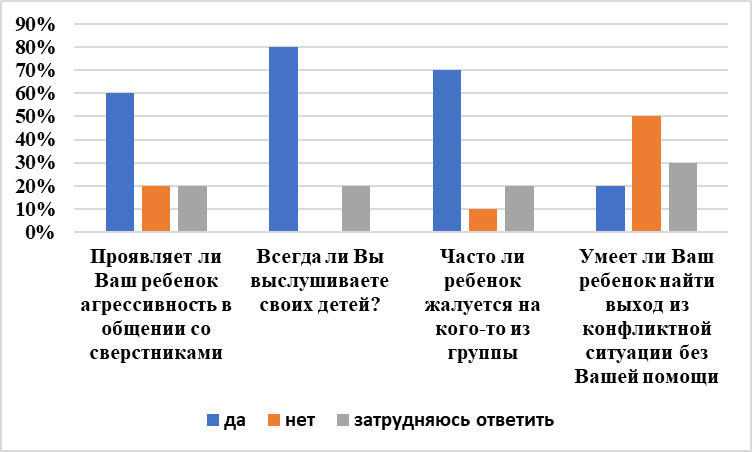 90%
80%
70%
60%
50%
40%
30%
20%
10%
0%
Проявляет ли
Ваш ребенок
агрессивность в
общении со
сверстниками
Всегда ли Вы
выслушиваете
своих детей?
Часто ли
ребенок
жалуется на
кого-то из
группы
Умеет ли Ваш
ребенок найти
выход из
конфликтной
ситуации без
Вашей помощи
да нет затрудняюсь ответить